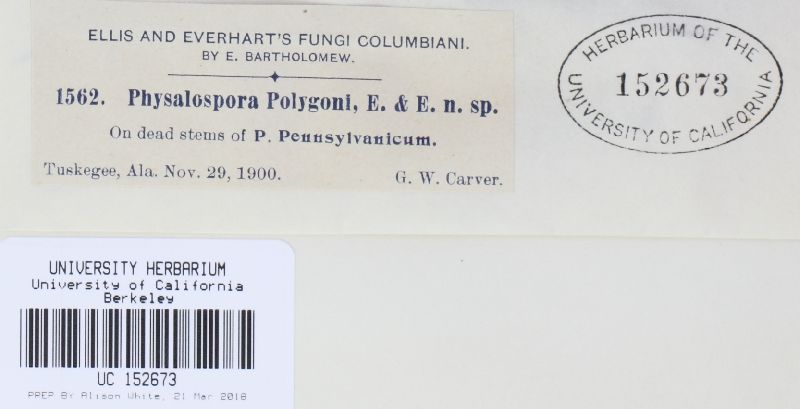 ELLIS AND EVERHART'S FUNGI COLUMBIANI.
BY E. BARTHOLOMEW.
1562. Physalospora Polygoni, E. & E. n. sp.
On dead stems of P. Pennsylvanicum.
Tuskegee, Ala. Nov. 29, 1900. G. W. Carver.
HERBARIUM OF THE
152673
UNIVERSITY OF CALIFORNIA
UNIVERSITY HERBARIUM
University of California
Berkeley
UC 152673
PREP BY Alison White, 21 Mar 2018